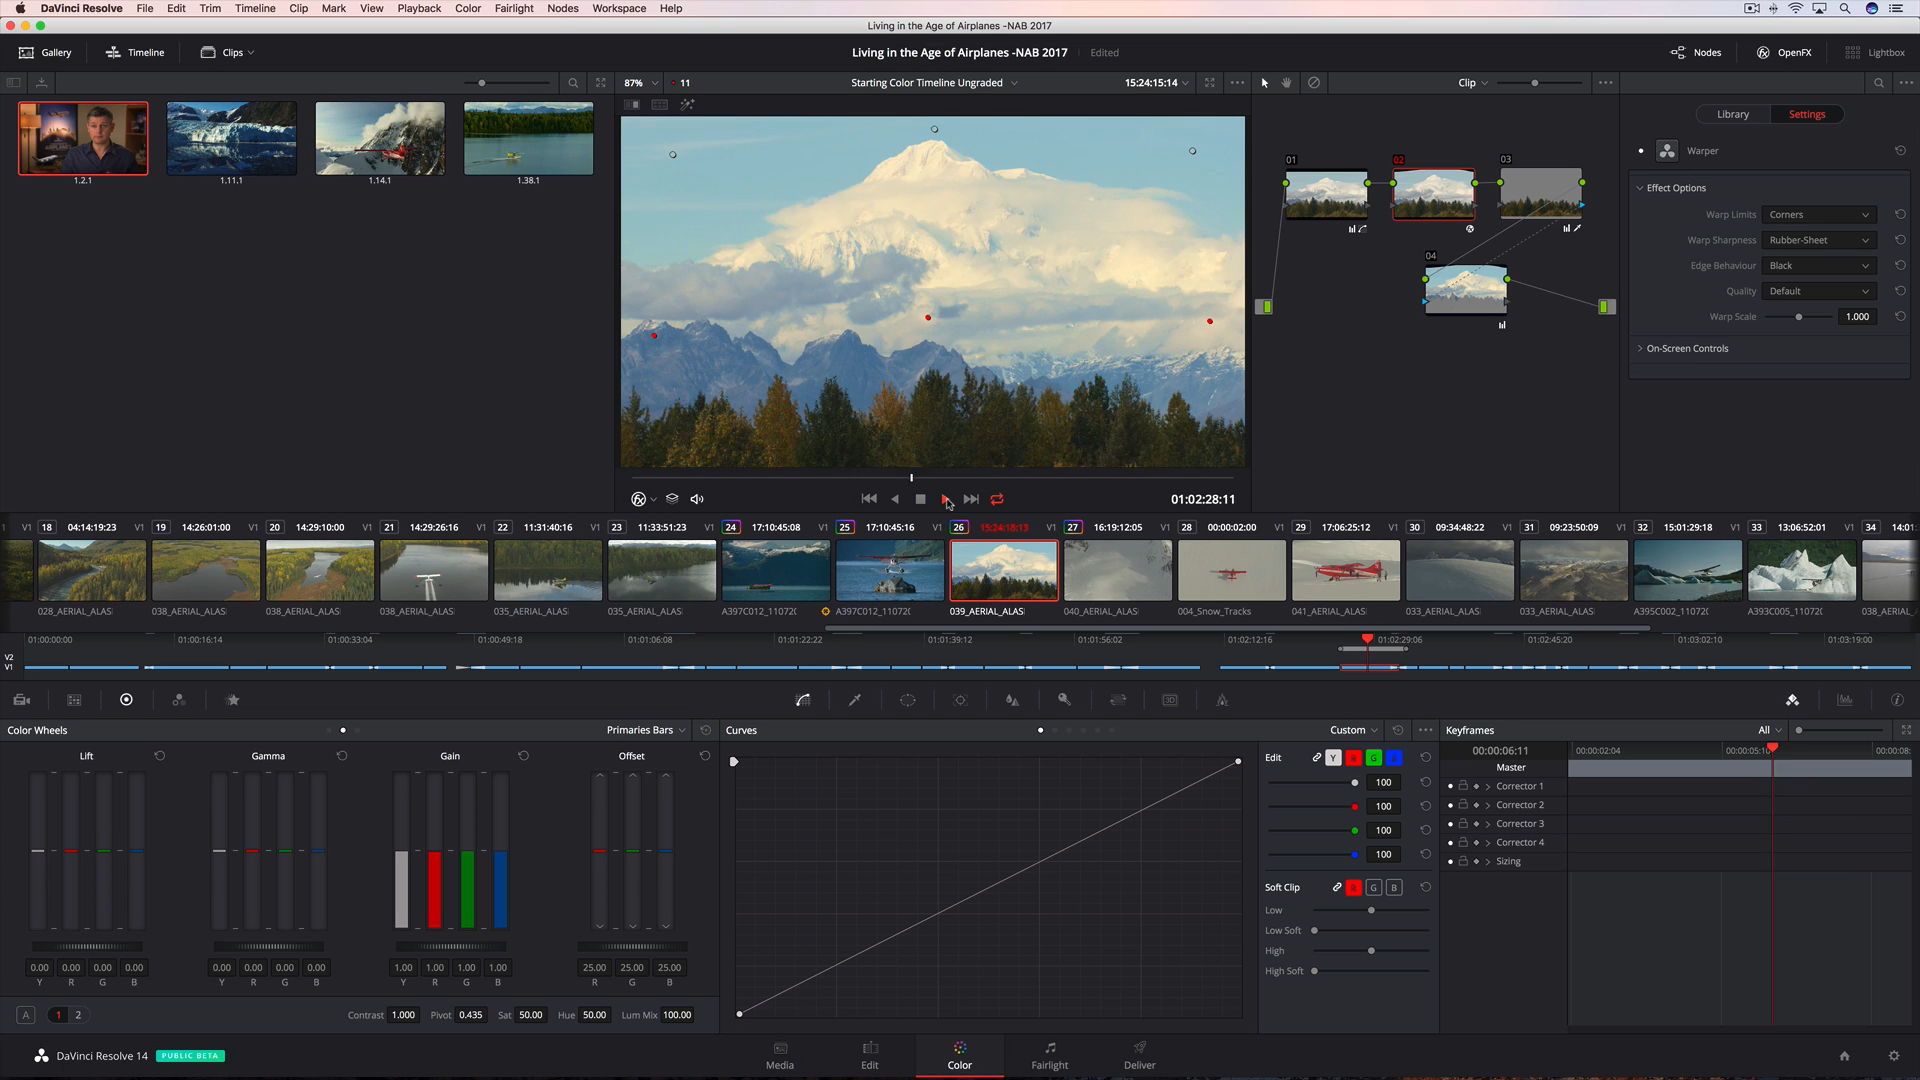 DaVinci Resolve File Edit Trim Timeline Clip Mark View Playback Color Fairlight Nodes Workspace Help
Living in the Age of Airplanes -NAB 2017
Gallery Timeline Clips Living in the Age of Airplanes -NAB 2017 Edited Nodes OpenFX Lightbox
87% 11 Starting Color Timeline Ungraded 15:24:15:14 Clip
Library Settings
Warper
1.2.1 1.11.1 1.14.1 1.38.1
01 02 03
04
Effect Options
Warp Limits Corners
Warp Sharpness Rubber-Sheet
Edge Behaviour Black
Quality Default
Warp Scale 1.000
On-Screen Controls
01:02:28:11
V1 18 04:14:19:23 V1 19 14:26:01:00 V1 20 14:29:10:00 V1 21 14:29:26:16 V1 22 11:31:40:16 V1 23 11:33:51:23 V1 24 17:10:45:08 V1 25 17:10:45:16 V1 26 15:24:18:13 V1 27 16:19:12:05 V1 28 00:00:02:00 V1 29 17:06:25:12 V1 30 09:34:48:22 V1 31 09:23:50:09 V1 32 15:01:29:18 V1 33 13:06:52:01 V1 34 14:01:
028_AERIAL_ALAS 038_AERIAL_ALAS 038_AERIAL_ALAS 038_AERIAL_ALAS 035_AERIAL_ALAS 035_AERIAL_ALAS A397C012_11072( A397C012_11072( 039_AERIAL_ALAS 040_AERIAL_ALAS 004_Snow_Tracks 041_AERIAL_ALAS 033_AERIAL_ALAS 033_AERIAL_ALAS A395C002_11072( A393C005_11072( 038_AERIAL_
01:00:00:00 01:00:16:14 01:00:33:04 01:00:49:18 01:01:06:08 01:01:22:22 01:01:39:12 01:01:56:02 01:02:12:16 01:02:29:06 01:02:45:20 01:03:02:10 01:03:19:00
V2
V1
Color Wheels Primaries Bars Curves Custom Keyframes All
Lift Gamma Gain Offset
0.00 0.00 0.00 0.00 0.00 0.00 0.00 0.00 1.00 1.00 1.00 1.00 25.00 25.00 25.00
Y R G B Y R G B Y R G B R G B
A 1 2 Contrast 1.000 Pivot 0.435 Sat 50.00 Hue 50.00 Lum Mix 100.00
Edit Y R G B
100
100
100
100
Soft Clip R G B
Low
Low Soft
High
High Soft
00:00:06:11 00:00:02:04 00:00:05:10 00:00:08:
Master
Corrector 1
Corrector 2
Corrector 3
Corrector 4
Sizing
DaVinci Resolve 14 PUBLIC BETA
Media Edit Color Fairlight Deliver